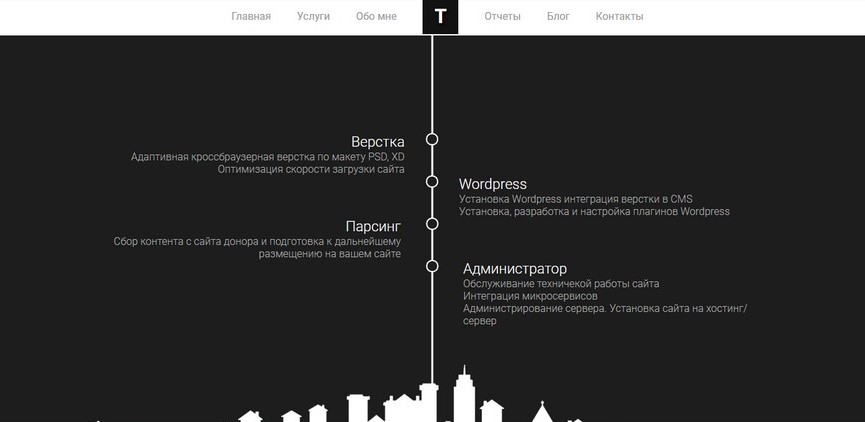 Главная Услуги Обо мне T Отчеты Блог Контакты
Верстка
Адаптивная кроссбраузерная верстка по макету PSD, XD
Оптимизация скорости загрузки сайта
Wordpress
Установка Wordpress интеграция верстки в CMS
Установка, разработка и настройка плагинов Wordpress
Парсинг
Сбор контента с сайта донора и подготовка к дальнейшему
размещению на вашем сайте
Администратор
Обслуживание техничекой работы сайта
Интеграция микросервисов
Администрирование сервера. Установка сайта на хостинг/
сервер